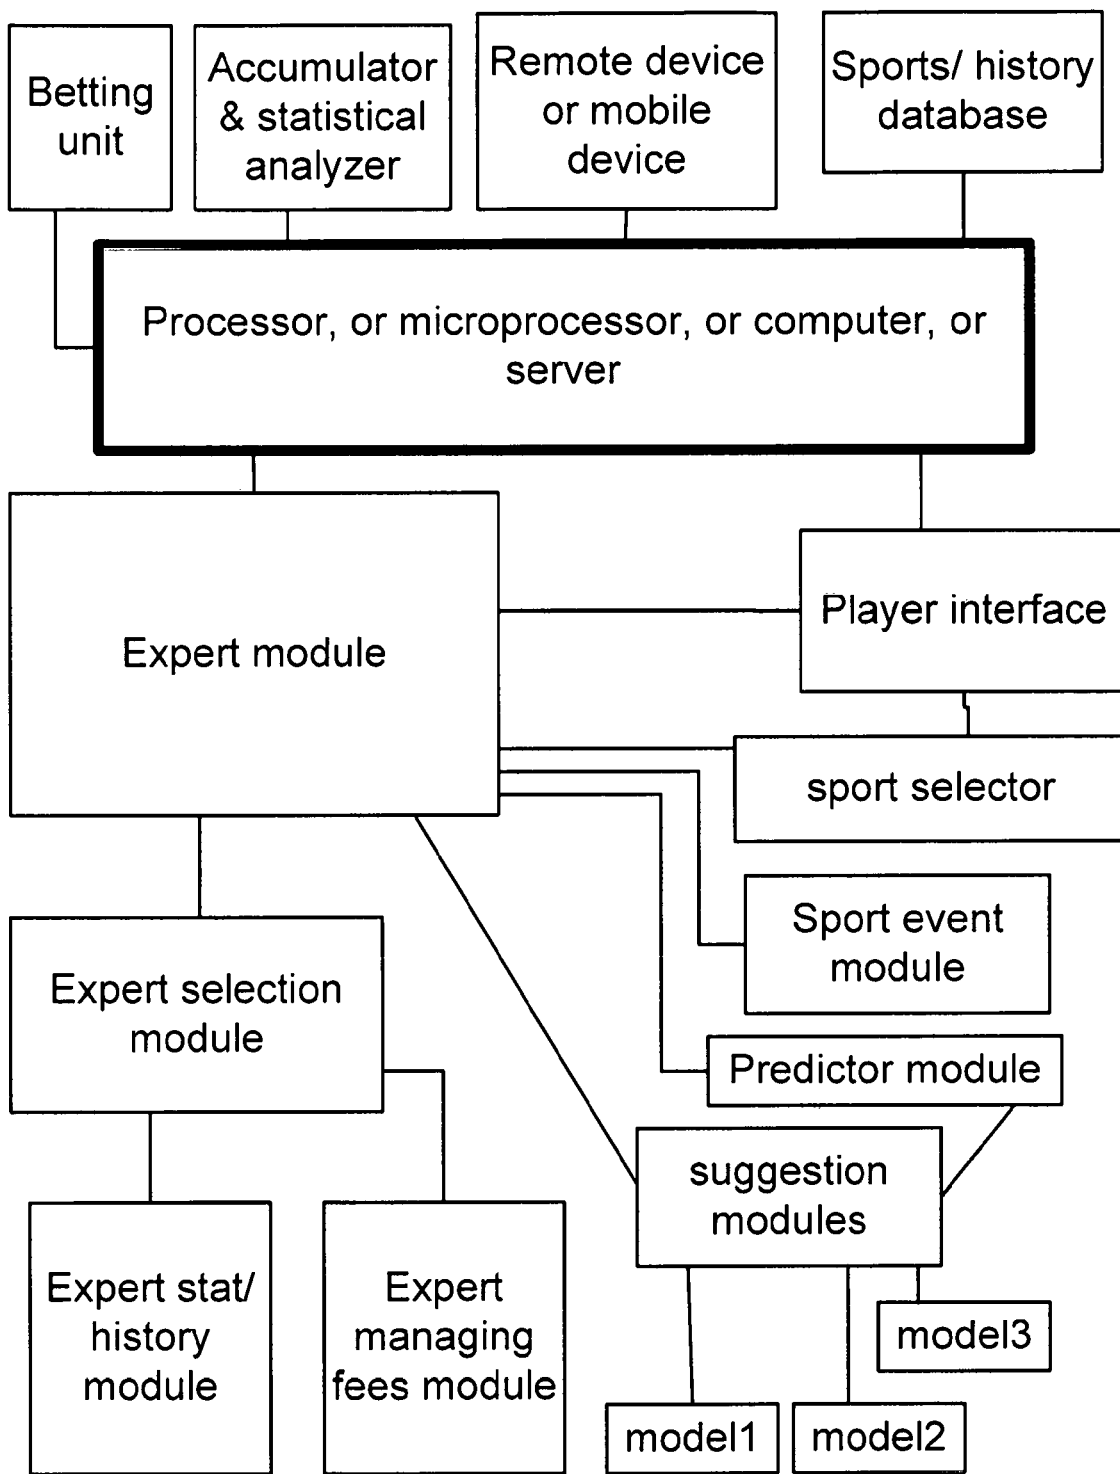 Betting
unit
Accumulator
& statistical
analyzer
Remote device
or mobile
device
Sports/ history
database
Processor, or microprocessor, or computer, or
server
Expert module
Player interface
sport selector
Sport event
module
Expert selection
module
Predictor module
suggestion
modules
Expert stat/
history
module
Expert
managing
fees module
model3
model1
model2